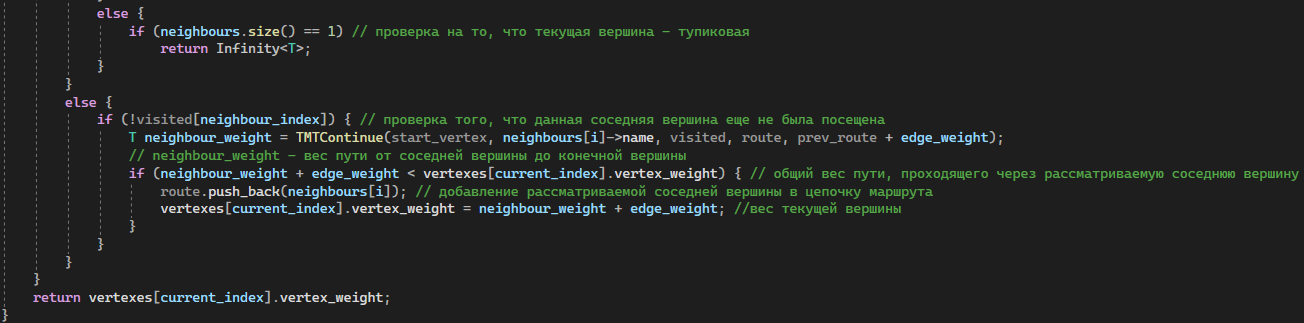 else {
if (neighbours.size() == 1) // проверка на то, что текущая вершина – тупиковая
return Infinity<T>;
}
}
else {
if (!visited[neighbour_index]) { // проверка того, что данная соседняя вершина еще не была посещена
T neighbour_weight = TMTContinue(start_vertex, neighbours[i]->name, visited, route, prev_route + edge_weight);
// neighbour_weight – вес пути от соседней вершины до конечной вершины
if (neighbour_weight + edge_weight < vertexes[current_index].vertex_weight) { // общий вес пути, проходящего через рассматриваемую соседнюю вершину
route.push_back(neighbours[i]); // добавление рассматриваемой соседней вершины в цепочку маршрута
vertexes[current_index].vertex_weight = neighbour_weight + edge_weight; //вес текущей вершины
}
}
}
}
return vertexes[current_index].vertex_weight;
}